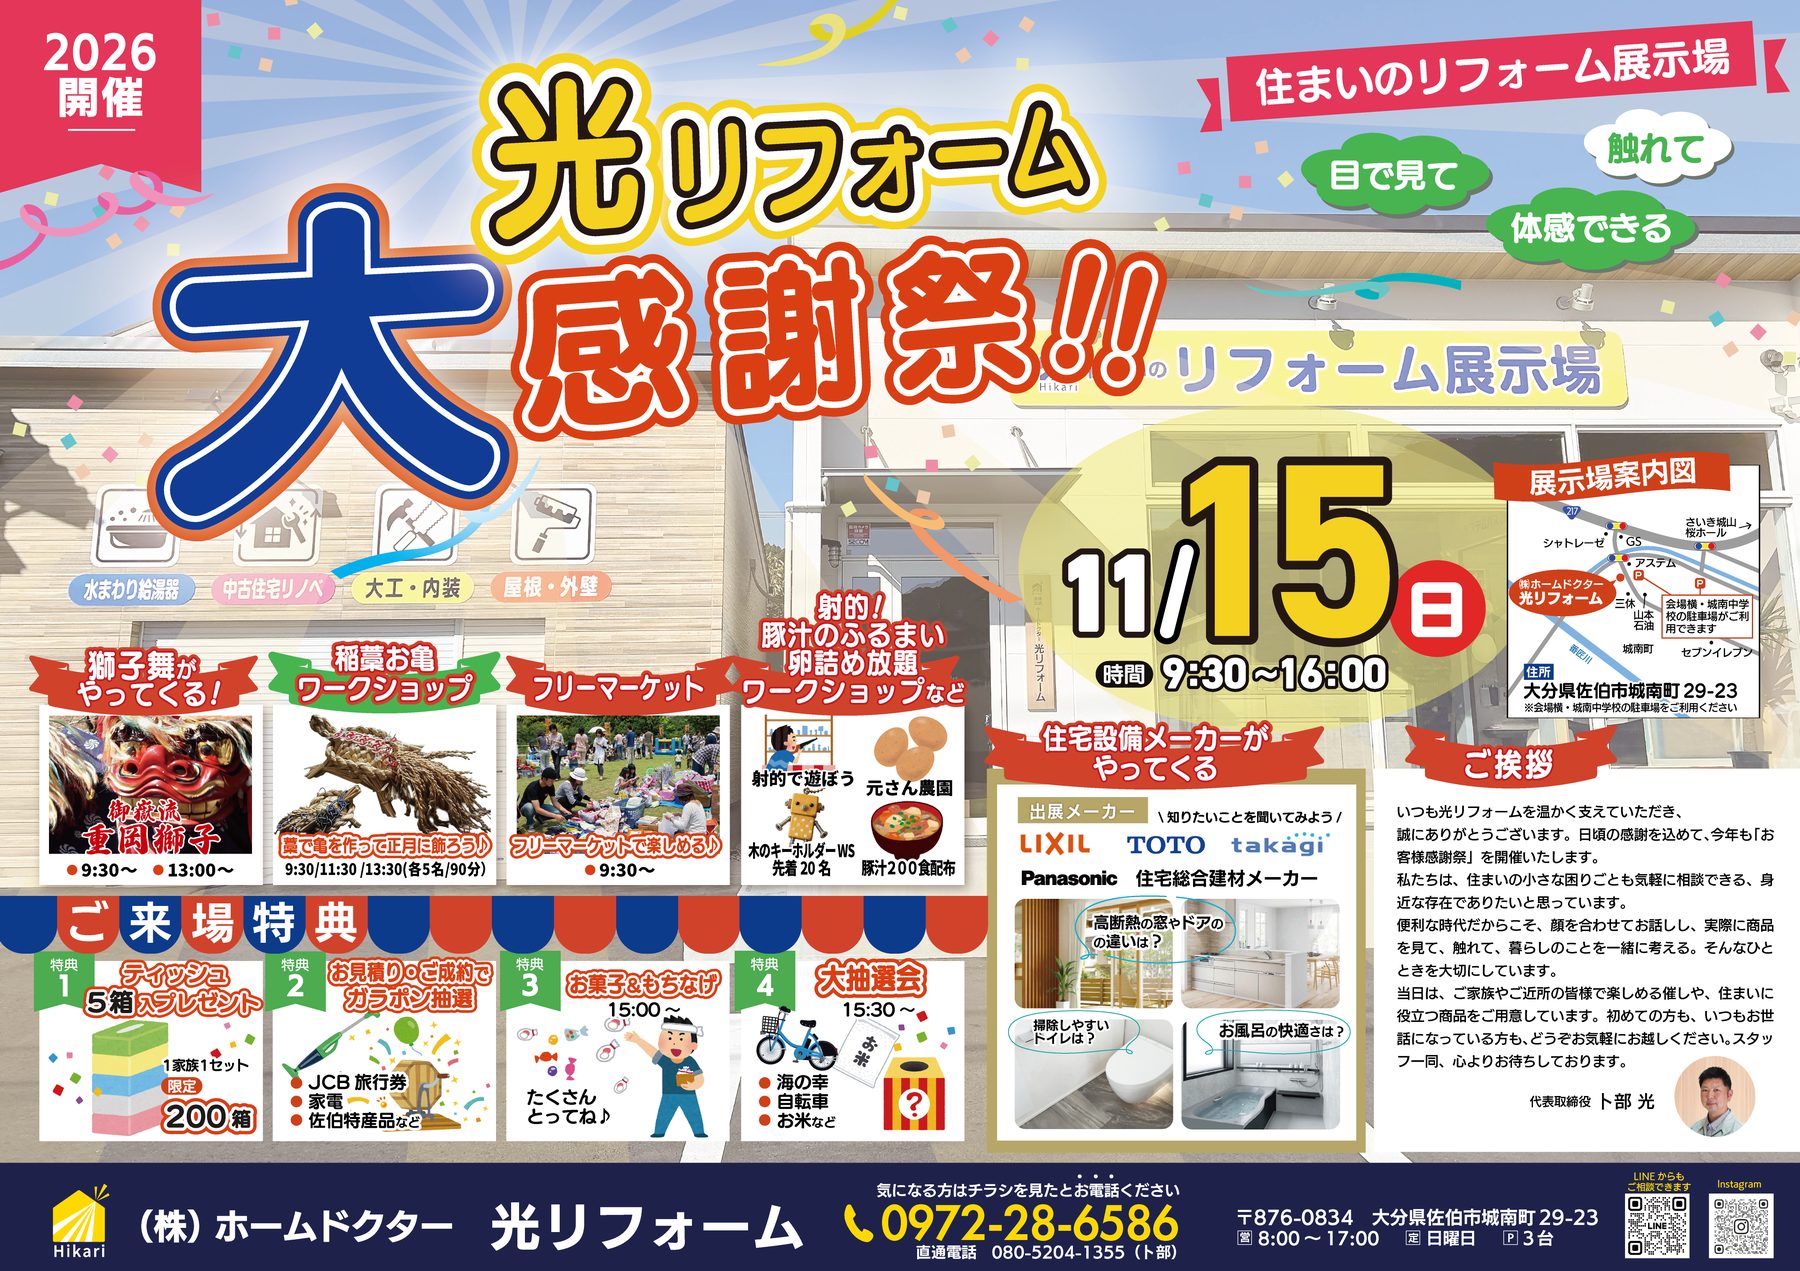 2026
開催
光リフォーム
大感謝祭!!
住まいのリフォーム展示場
目で見て
触れて
体感できる
Hikari
のリフォーム展示場
水まわり給湯器
中古住宅リノベ
大工・内装
屋根・外壁
光リフォーム
11/15日
時間 9:30～16:00
展示場案内図
217
さいき城山
桜ホール
シャトレーゼ
GS
アステム
P
P
㈱ホームドクター
光リフォーム
三休
山本
石油
会場横・城南中学
校の駐車場がご利
用できます
城南町
セブンイレブン
番匠川
住所
大分県佐伯市城南町 29-23
※会場横・城南中学校の駐車場をご利用ください
獅子舞が
やってくる!
御嶽流
重岡獅子
●9:30～ ●13:00～
稲藁お亀
ワークショップ
藁で亀を作って正月に飾ろう♪
9:30/11:30 /13:30(各5名/90分)
フリーマーケット
フリーマーケットで楽しめる♪
●9:30～
射的!
豚汁のふるまい
卵詰め放題
ワークショップなど
射的で遊ぼう
元さん農園
木のキーホルダーWS
先着 20 名
豚汁200食配布
ご来場特典
特典
1
ティッシュ
5箱入プレゼント
1家族1セット
限定
200箱
特典
2
お見積り・ご成約で
ガラポン抽選
●JCB 旅行券
●家電
●佐伯特産品など
特典
3
お菓子&もちなげ
15:00～
たくさん
とってね♪
特典
4
大抽選会
15:30～
お米
●海の幸
●自転車
●お米など
?
住宅設備メーカーが
やってくる
出展メーカー
\ 知りたいことを聞いてみよう /
LIXIL TOTO takagi
Panasonic 住宅総合建材メーカー
高断熱の窓やドアの
の違いは？
掃除しやすい
トイレは？
お風呂の快適さは？
ご挨拶
いつも光リフォームを温かく支えていただき、
誠にありがとうございます。日頃の感謝を込めて、今年も「お
客様感謝祭」を開催いたします。
私たちは、住まいの小さな困りごとも気軽に相談できる、身
近な存在でありたいと思っています。
便利な時代だからこそ、顔を合わせてお話しし、実際に商品
を見て、触れて、暮らしのことを一緒に考える。そんなひと
ときを大切にしています。
当日は、ご家族やご近所の皆様で楽しめる催しや、住まいに
役立つ商品をご用意しています。初めての方も、いつもお世
話になっている方も、どうぞお気軽にお越しください。スタッ
フ一同、心よりお待ちしております。
代表取締役 卜部 光
Hikari
（株）ホームドクター 光リフォーム
気になる方はチラシを見たとお電話ください
0972-28-6586
直通電話 080-5204-1355（卜部）
〒876-0834 大分県佐伯市城南町 29-23
営 8:00～17:00 定 日曜日 P 3台
LINE からも
ご相談できます
LINE
Instagram